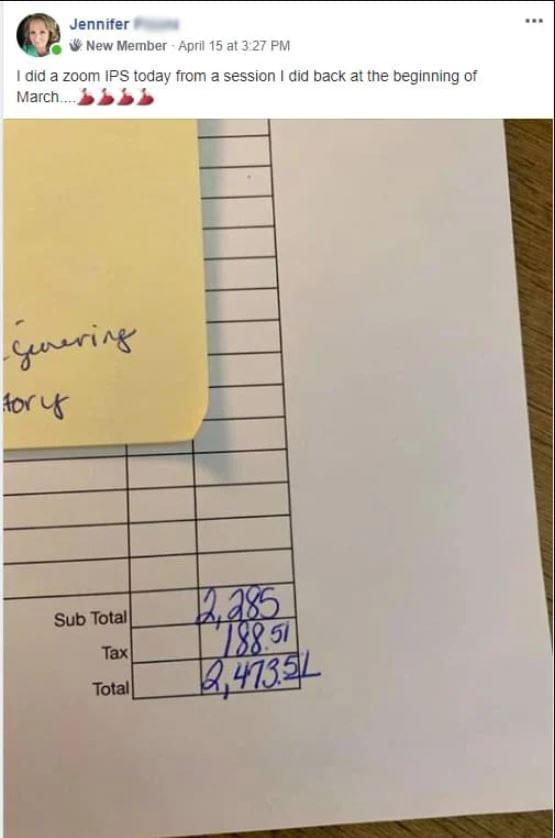 Jennifer
New Member · April 15 at 3:27 PM
I did a zoom IPS today from a session I did back at the beginning of
March....💃💃💃💃
tory
Sub Total 2,285
Tax 188.51
Total 2,473.51